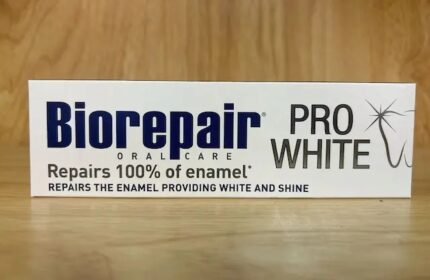 Biorepair®
ORAL CARE
Repairs 100% of enamel*
REPAIRS THE ENAMEL PROVIDING WHITE AND SHINE
PRO
WHITE